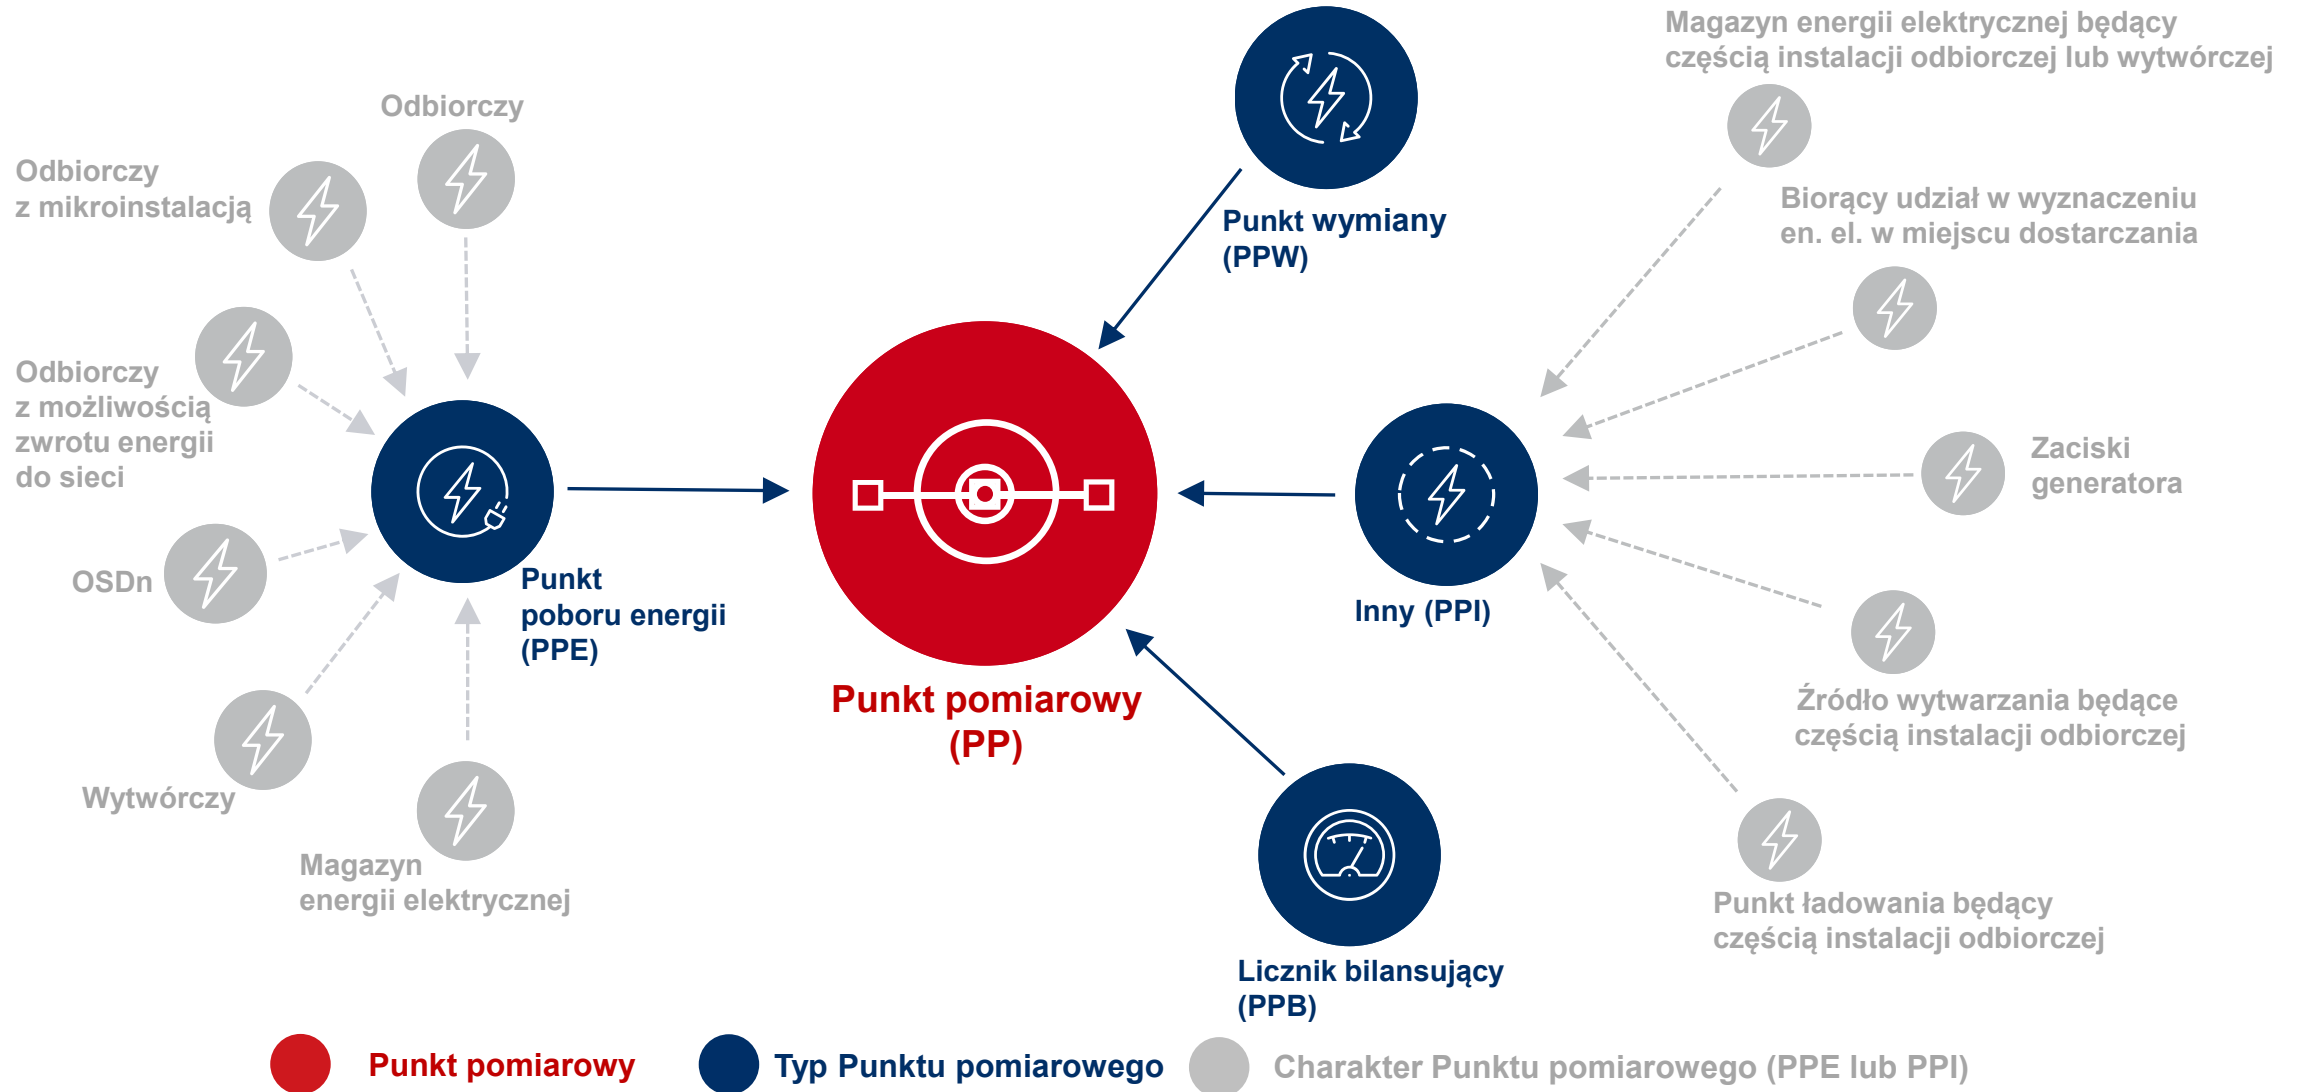 Odbiorczy
Odbiorczy
z mikroinstalacją
Odbiorczy
z możliwością
zwrotu energii
do sieci
OSDn
Wytwórczy
Magazyn
energii elektrycznej
Punkt
poboru energii
(PPE)
Punkt wymiany
(PPW)
Punkt pomiarowy
(PP)
Inny (PPI)
Licznik bilansujący
(PPB)
Magazyn energii elektrycznej będący
częścią instalacji odbiorczej lub wytwórczej
Biorący udział w wyznaczeniu
en. el. w miejscu dostarczania
Zaciski
generatora
Źródło wytwarzania będące
częścią instalacji odbiorczej
Punkt ładowania będący
częścią instalacji odbiorczej
Punkt pomiarowy
Typ Punktu pomiarowego
Charakter Punktu pomiarowego (PPE lub PPI)